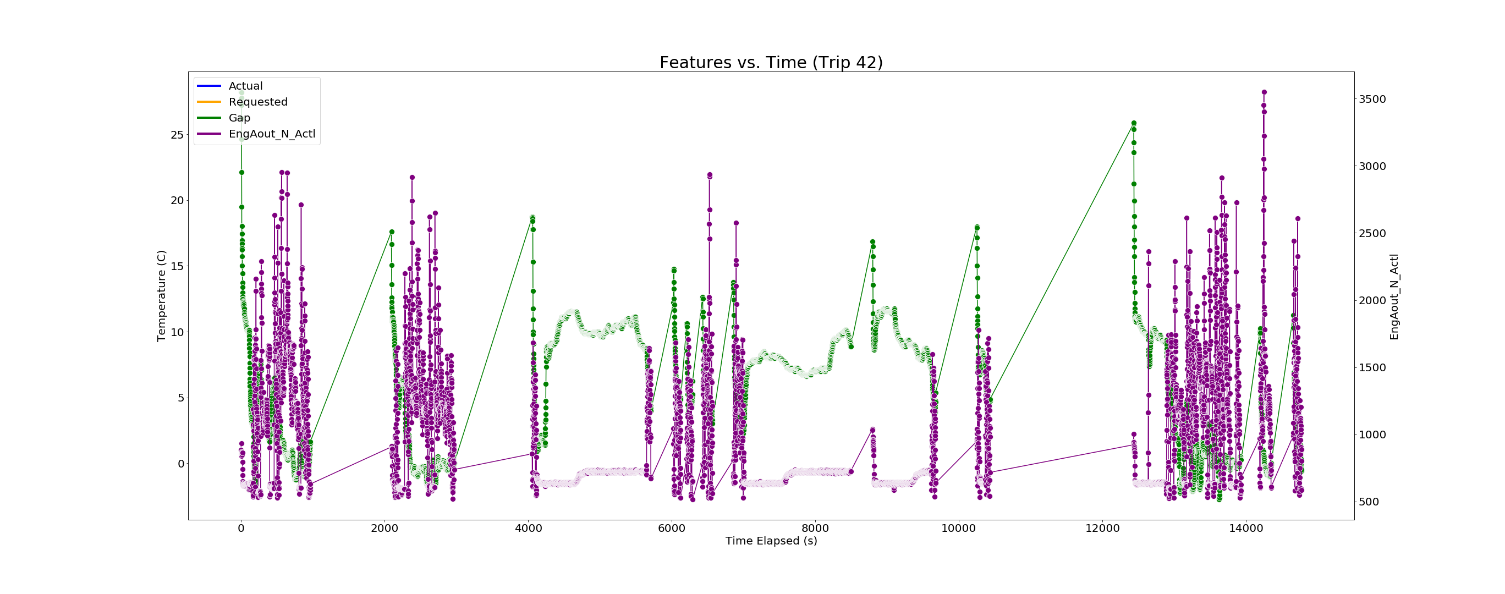 Features vs. Time (Trip 42)
Actual
Requested
Gap
EngAout_N_Actl
Temperature (C)
25
20
15
10
5
0
3500
3000
2500
2000
1500
1000
500
EngAout_N_Actl
0
2000
4000
6000
8000
10000
12000
14000
Time Elapsed (s)